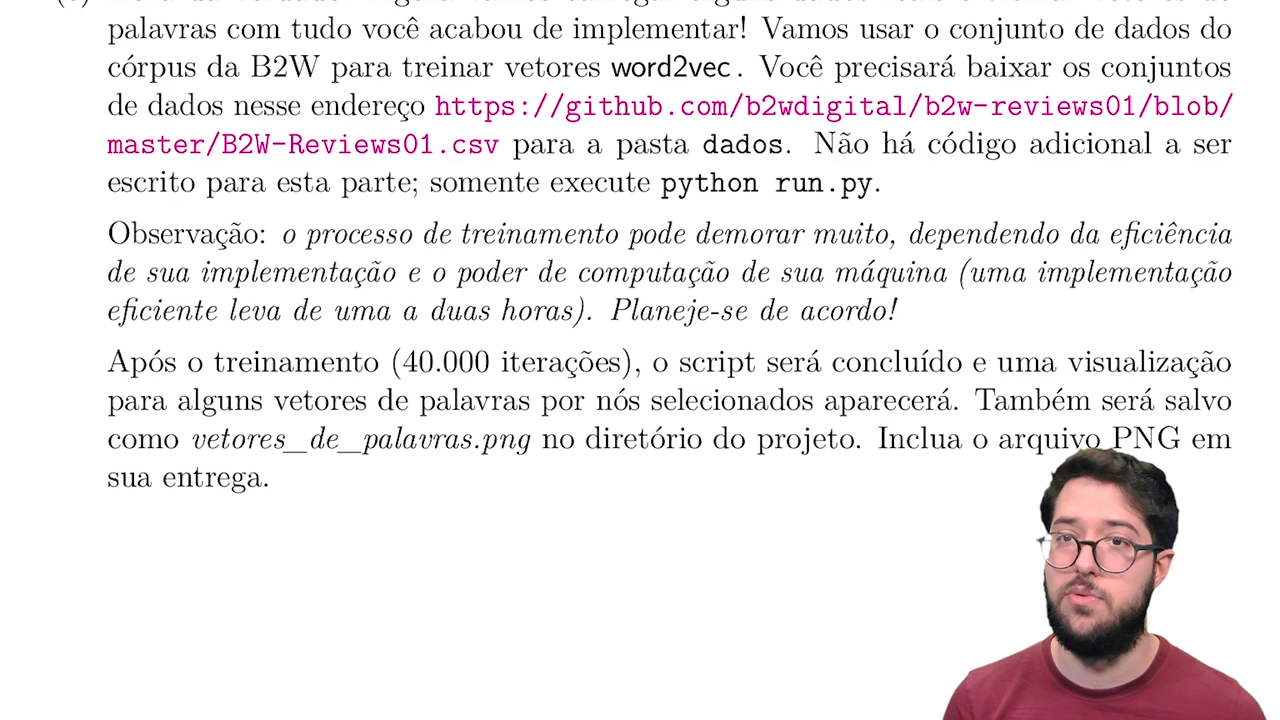 palavras com tudo você acabou de implementar! Vamos usar o conjunto de dados do
córpus da B2W para treinar vetores word2vec . Você precisará baixar os conjuntos
de dados nesse endereço https://github.com/b2wdigital/b2w-reviews01/blob/
master/B2W-Reviews01.csv para a pasta dados. Não há código adicional a ser
escrito para esta parte; somente execute python run.py.
Observação: o processo de treinamento pode demorar muito, dependendo da eficiência
de sua implementação e o poder de computação de sua máquina (uma implementação
eficiente leva de uma a duas horas). Planeje-se de acordo!
Após o treinamento (40.000 iterações), o script será concluído e uma visualização
para alguns vetores de palavras por nós selecionados aparecerá. Também será salvo
como vetores_de_palavras.png no diretório do projeto. Inclua o arquivo PNG em
sua entrega.